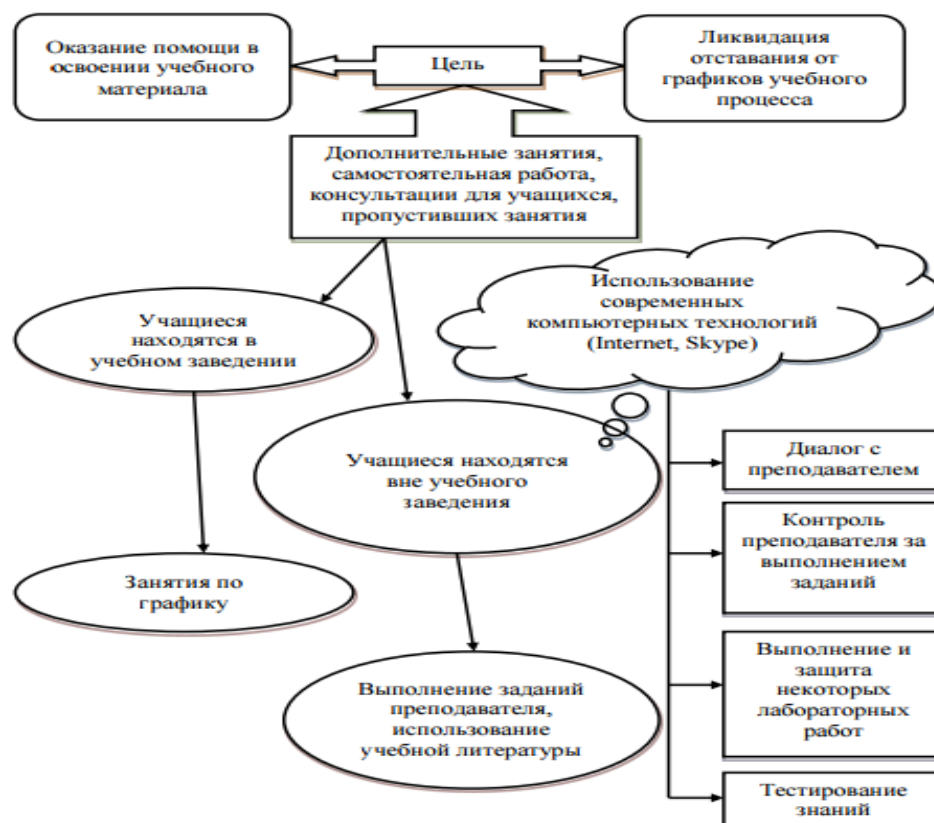 Оказание помощи в
освоении учебного
материала
Цель
Ликвидация
отставания от
графиков учебного
процесса
Дополнительные занятия,
самостоятельная работа,
консультации для учащихся,
пропустивших занятия
Использование
современных
компьютерных технологий
(Internet, Skype)
Учащиеся
находятся в
учебном заведении
Учащиеся находятся
вне учебного
заведения
Диалог с
преподавателем
Контроль
преподавателя за
выполнением
заданий
Занятия по
графику
Выполнение и
защита
некоторых
лабораторных
работ
Выполнение заданий
преподавателя,
использование
учебной литературы
Тестирование
знаний